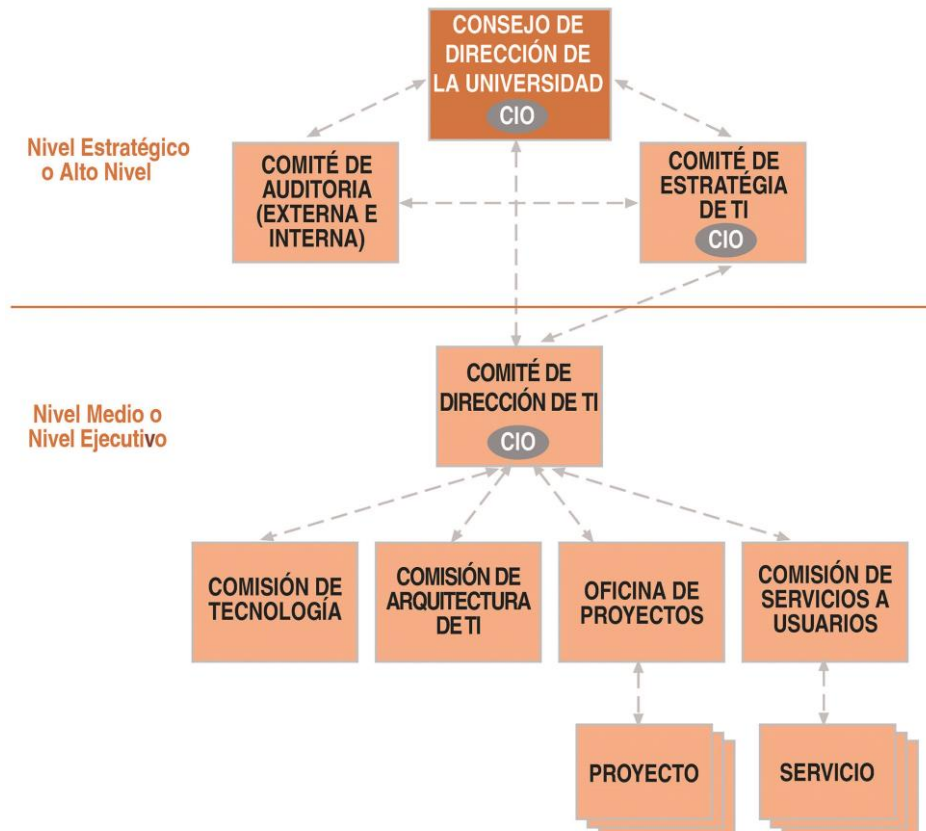 CONSEJO DE
DIRECCIÓN DE
LA UNIVERSIDAD
CIO
Nivel Estratégico
o Alto Nivel
COMITÉ DE
AUDITORIA
(EXTERNA E
INTERNA)
COMITÉ DE
ESTRATÉGIA
DE TI
CIO
Nivel Medio o
Nivel Ejecutivo
COMITÉ DE
DIRECCIÓN DE TI
CIO
COMISIÓN DE
TECNOLOGÍA
COMISIÓN DE
ARQUITECTURA
DE TI
OFICINA DE
PROYECTOS
COMISIÓN DE
SERVICIOS A
USUARIOS
PROYECTO
SERVICIO